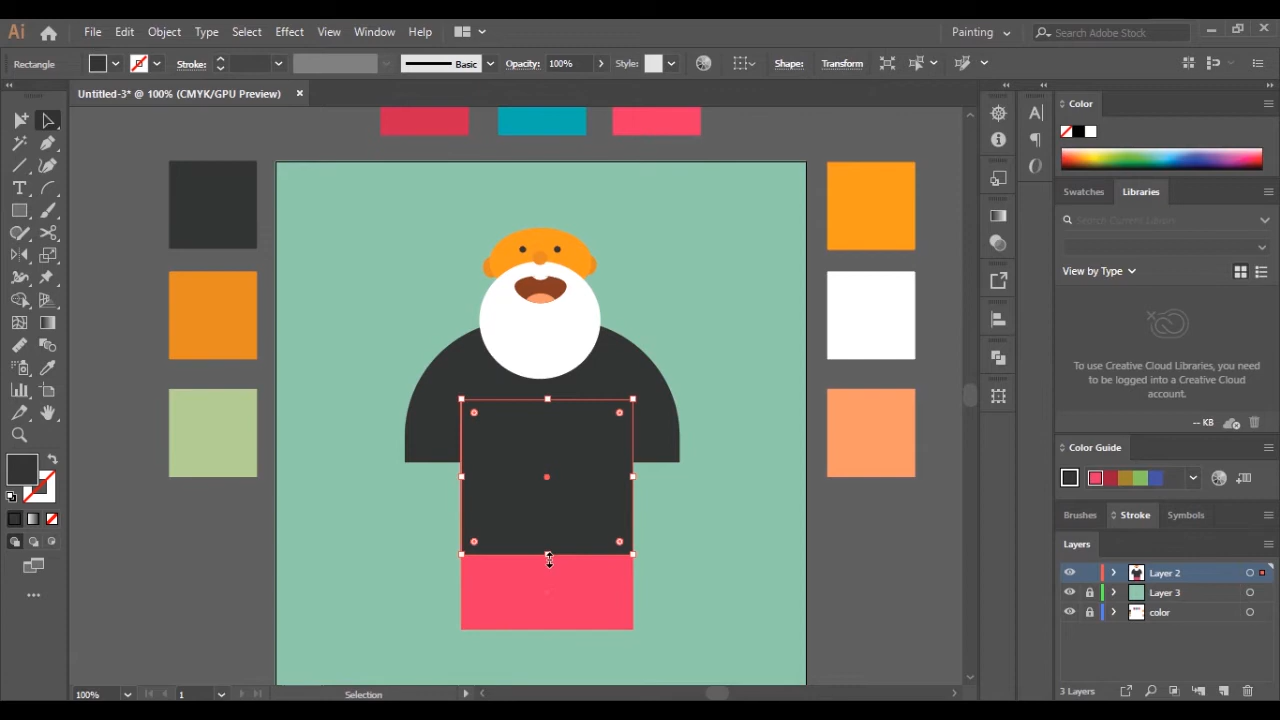 Ai File Edit Object Type Select Effect View Window Help Painting Search Adobe Stock
Rectangle Stroke: Basic Opacity: 100% Style: Shape: Transform
Untitled-3* @ 100% (CMYK/GPU Preview) ×
Color
Swatches Libraries
Search Current Library
View by Type
To use Creative Cloud Libraries, you need
to be logged into a Creative Cloud
account.
-- KB
Color Guide
Brushes Stroke Symbols
Layers
Layer 2
Layer 3
color
3 Layers
100% 1 Selection